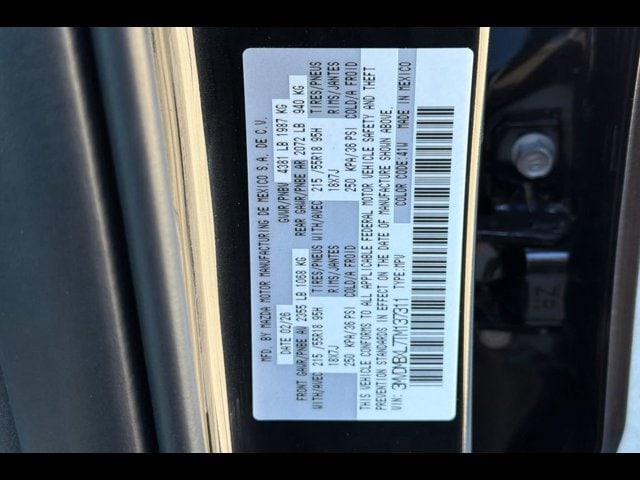 MFD. BY MAZDA MOTOR MANUFACTURING DE MEXICO S.A. DE C.V.
DATE 02/26 GVWR/PNBV 4381 LB 1987 KG
FRONT GAWR/PNBE AV 2355 LB 1068 KG REAR GAWR/PNBE AR 2072 LB 940 KG
WITH/AVEC TIRES/PNEUS WITH/AVEC TIRES/PNEUS
215 /55R18 95H RIMS/JANTES 215 /55R18 95H RIMS/JANTES
18X7J COLD/A FROID 18X7J COLD/A FROID
250 KPA/36 PSI 250 KPA/36 PSI
THIS VEHICLE CONFORMS TO ALL APPLICABLE FEDERAL MOTOR VEHICLE SAFETY AND THEFT
PREVENTION STANDARDS IN EFFECT ON THE DATE OF MANUFACTURE SHOWN ABOVE.
TYPE: MPV COLOR CODE: 41W MADE IN MEXICO
VIN: